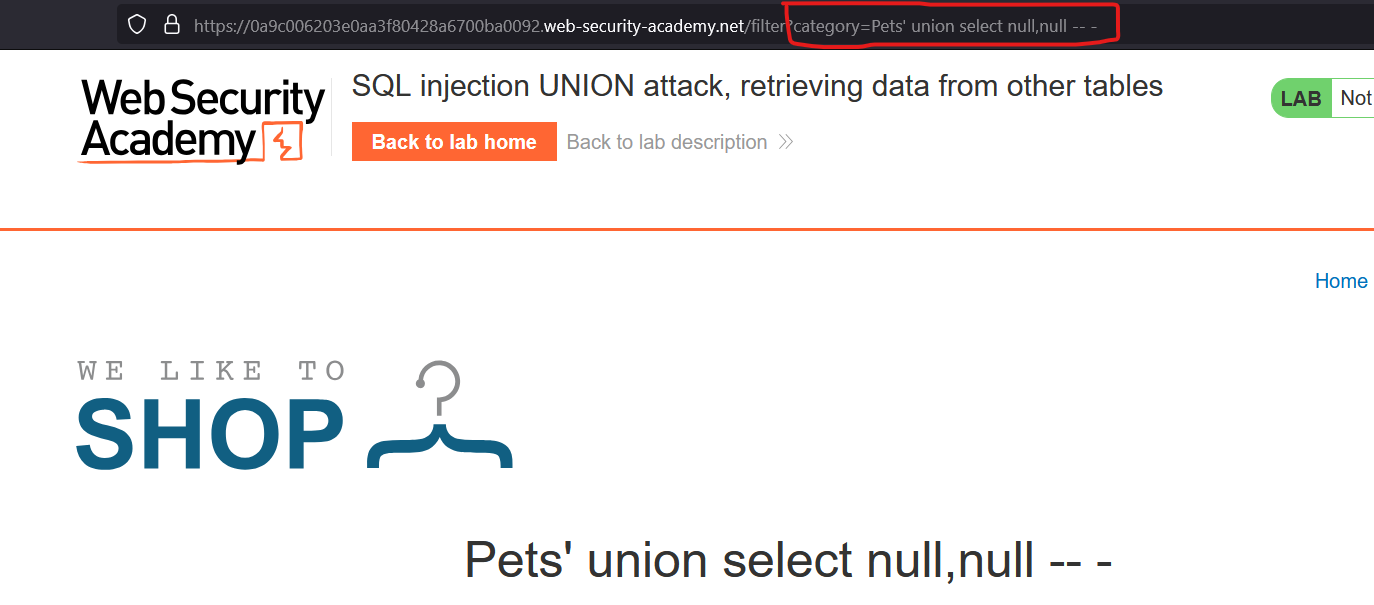 https://0a9c006203e0aa3f80428a6700ba0092.web-security-academy.net/filter?category=Pets' union select null,null -- -
WebSecurity
Academy
SQL injection UNION attack, retrieving data from other tables
LAB
Not
Back to lab home
Back to lab description
Home
WE LIKE TO
SHOP
Pets' union select null,null -- -